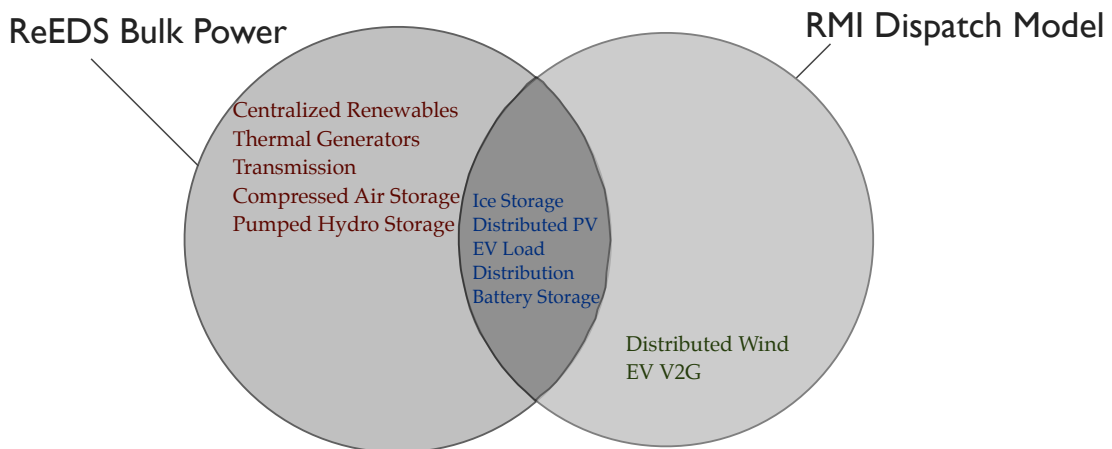 ReEDS Bulk Power
RMI Dispatch Model
Centralized Renewables
Thermal Generators
Transmission
Compressed Air Storage
Pumped Hydro Storage
Ice Storage
Distributed PV
EV Load
Distribution
Battery Storage
Distributed Wind
EV V2G